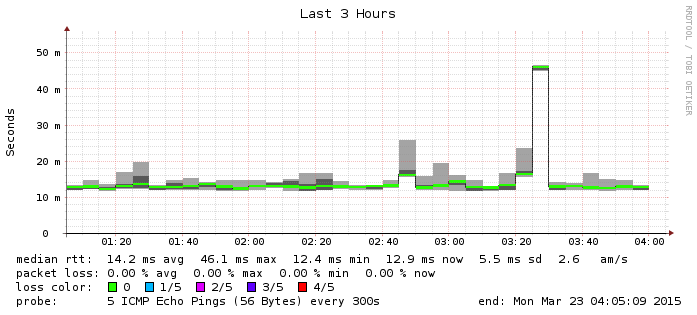 Last 3 Hours
RRDTOOL / TOBI OETIKER
Seconds
50 m
40 m
30 m
20 m
10 m
0
01:20 01:40 02:00 02:20 02:40 03:00 03:20 03:40 04:00
median rtt: 14.2 ms avg 46.1 ms max 12.4 ms min 12.9 ms now 5.5 ms sd 2.6 am/s
packet loss: 0.00 % avg 0.00 % max 0.00 % min 0.00 % now
loss color: 0 1/5 2/5 3/5 4/5
probe: 5 ICMP Echo Pings (56 Bytes) every 300s end: Mon Mar 23 04:05:09 2015